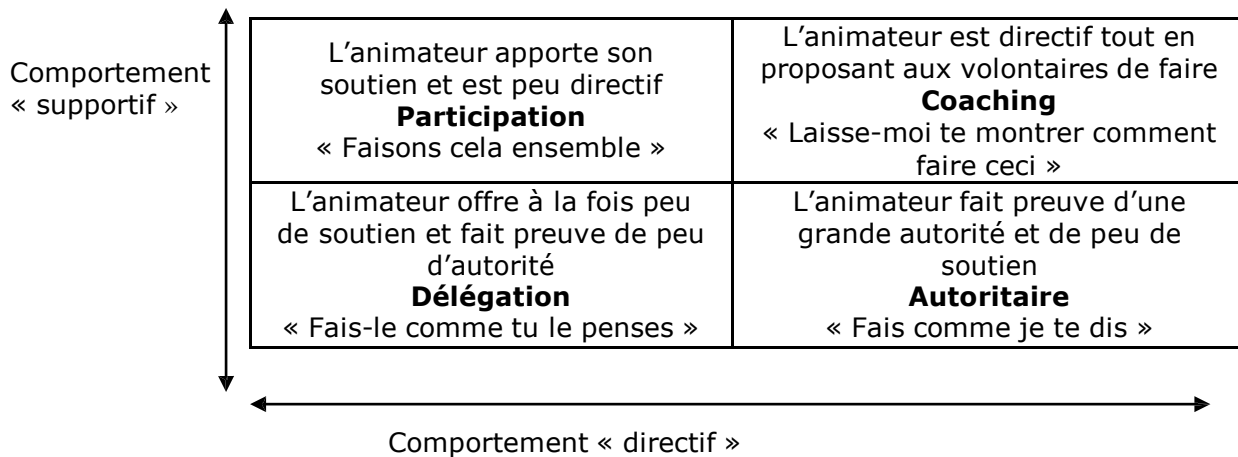 Comportement
« supportif »
L’animateur apporte son
soutien et est peu directif
Participation
« Faisons cela ensemble »
L’animateur est directif tout en
proposant aux volontaires de faire
Coaching
« Laisse-moi te montrer comment
faire ceci »
L’animateur offre à la fois peu
de soutien et fait preuve de peu
d’autorité
Délégation
« Fais-le comme tu le penses »
L’animateur fait preuve d’une
grande autorité et de peu de
soutien
Autoritaire
« Fais comme je te dis »
Comportement « directif »